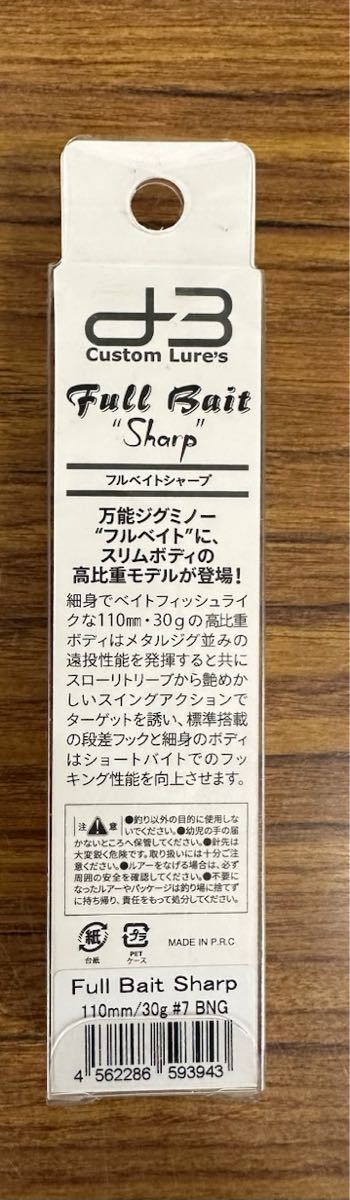 d-3
Custom Lure's
Full Bait
"Sharp"
フルベイトシャープ
万能ジグミノー
“フルベイト”に、
スリムボディの
高比重モデルが登場！
細身でベイトフィッシュライ
クな110㎜・30gの高比重
ボディはメタルジグ並みの
遠投性能を発揮すると共に
スローリトリーブから艶めか
しいスイングアクションで
ターゲットを誘い、標準搭載
の段差フックと細身のボディ
はショートバイトでのフッ
キング性能を向上させます。
注 意 ●釣り以外の目的に使用しな
いでください。●幼児の手の届
かないところへ保管してください。●針先は
大変鋭く危険です。取り扱いには十分ご注
意ください。●ルアーをなげる場合は、必ず
周囲の安全を確認してください。●不要に
なったルアーやパッケージは釣り場に捨てず
に持ち帰り、責任をもって処分してください。
紙
台紙
プラ
PET
ケース
MADE IN P.R.C
Full Bait Sharp
110mm/30g #7 BNG
4 562286 593943